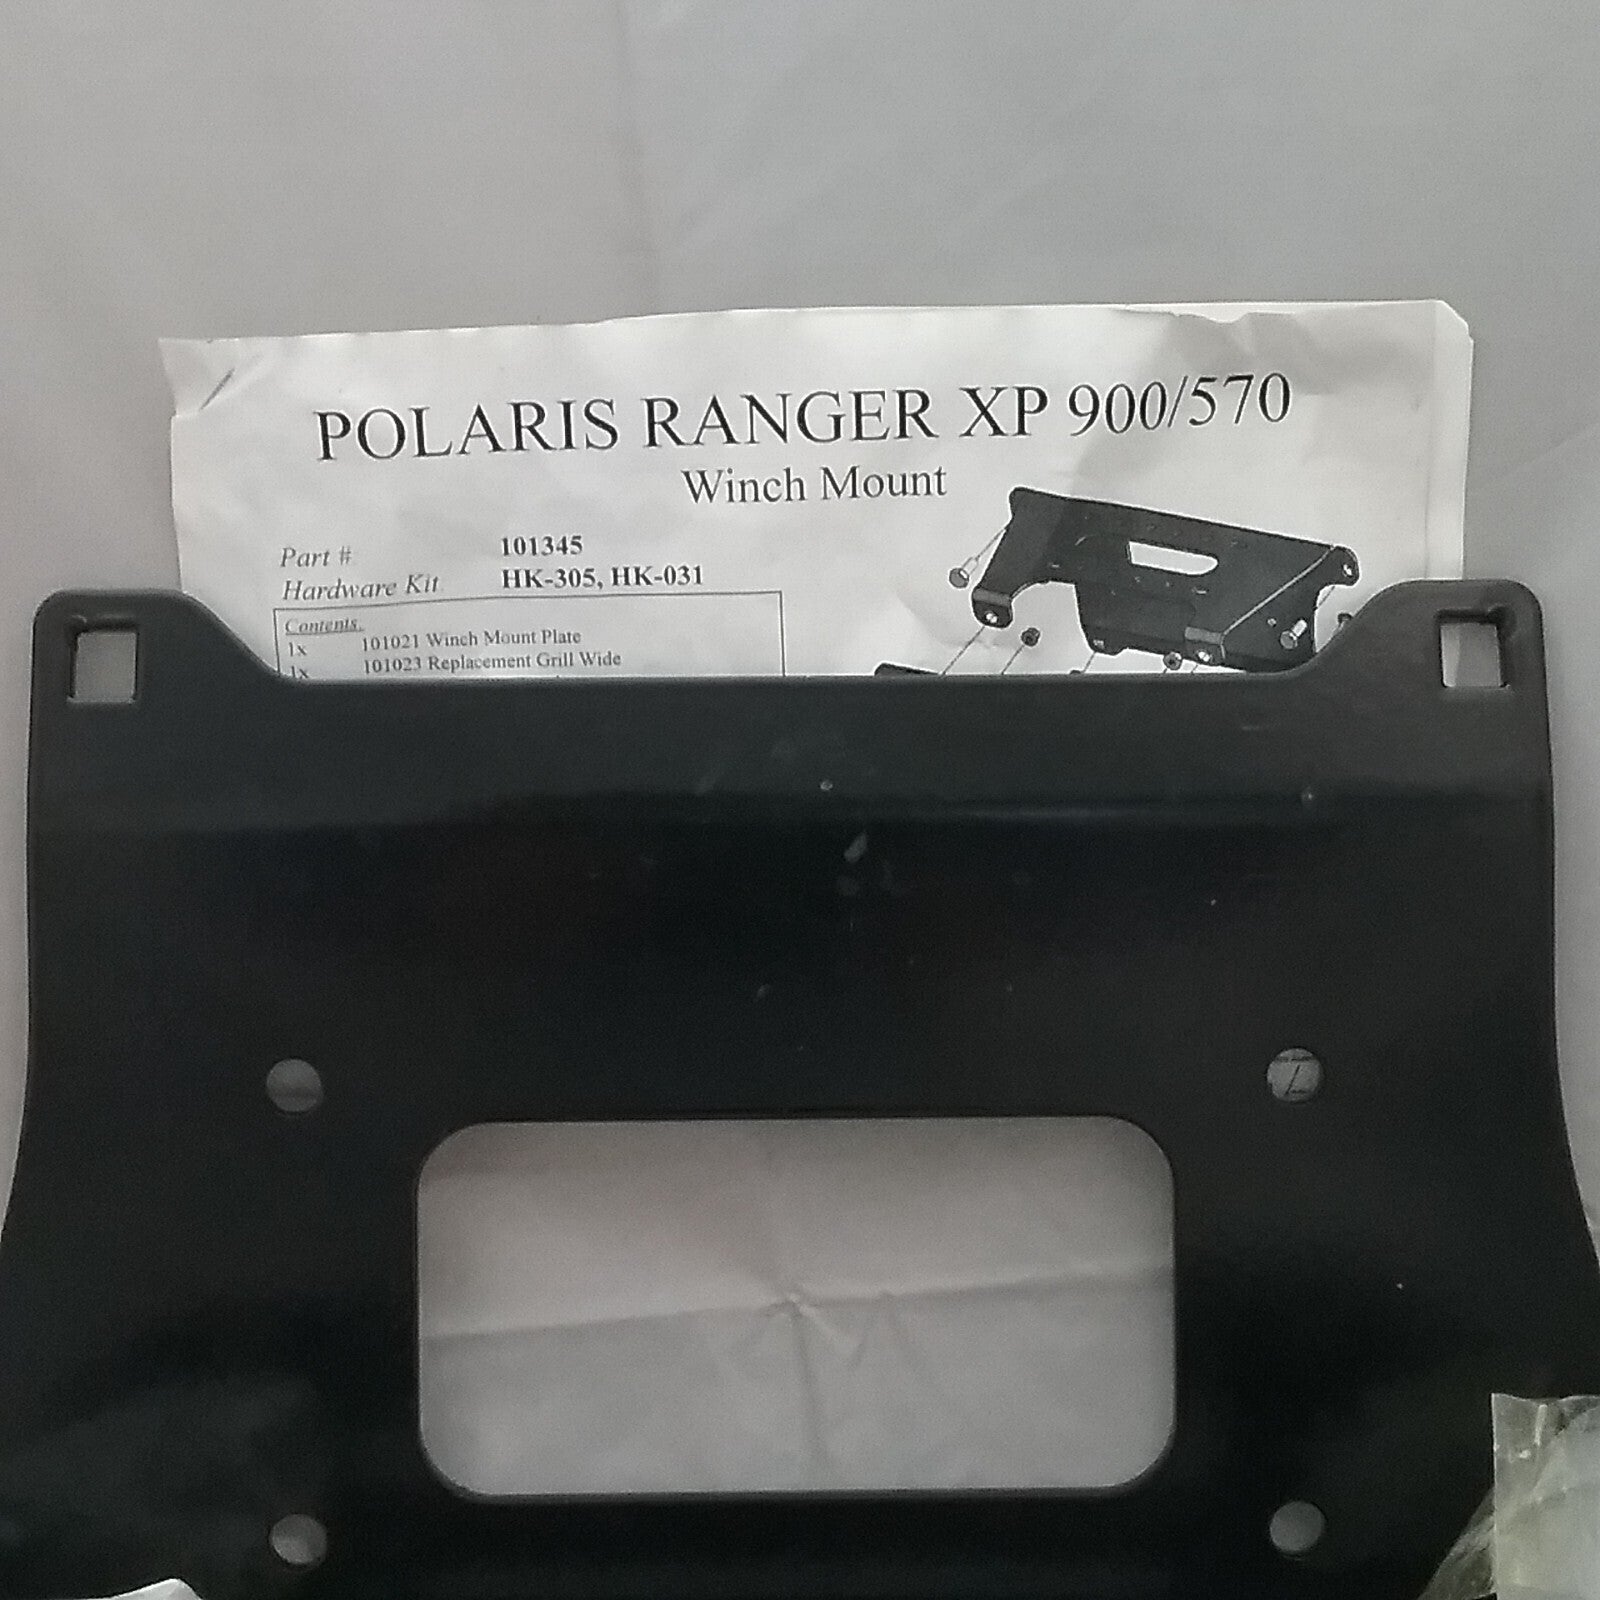 POLARIS RANGER XP 900/570
Winch Mount
Part # 101345
Hardware Kit HK-305, HK-031
Contents.
1x 101021 Winch Mount Plate
1x 101023 Replacement Grill Wide